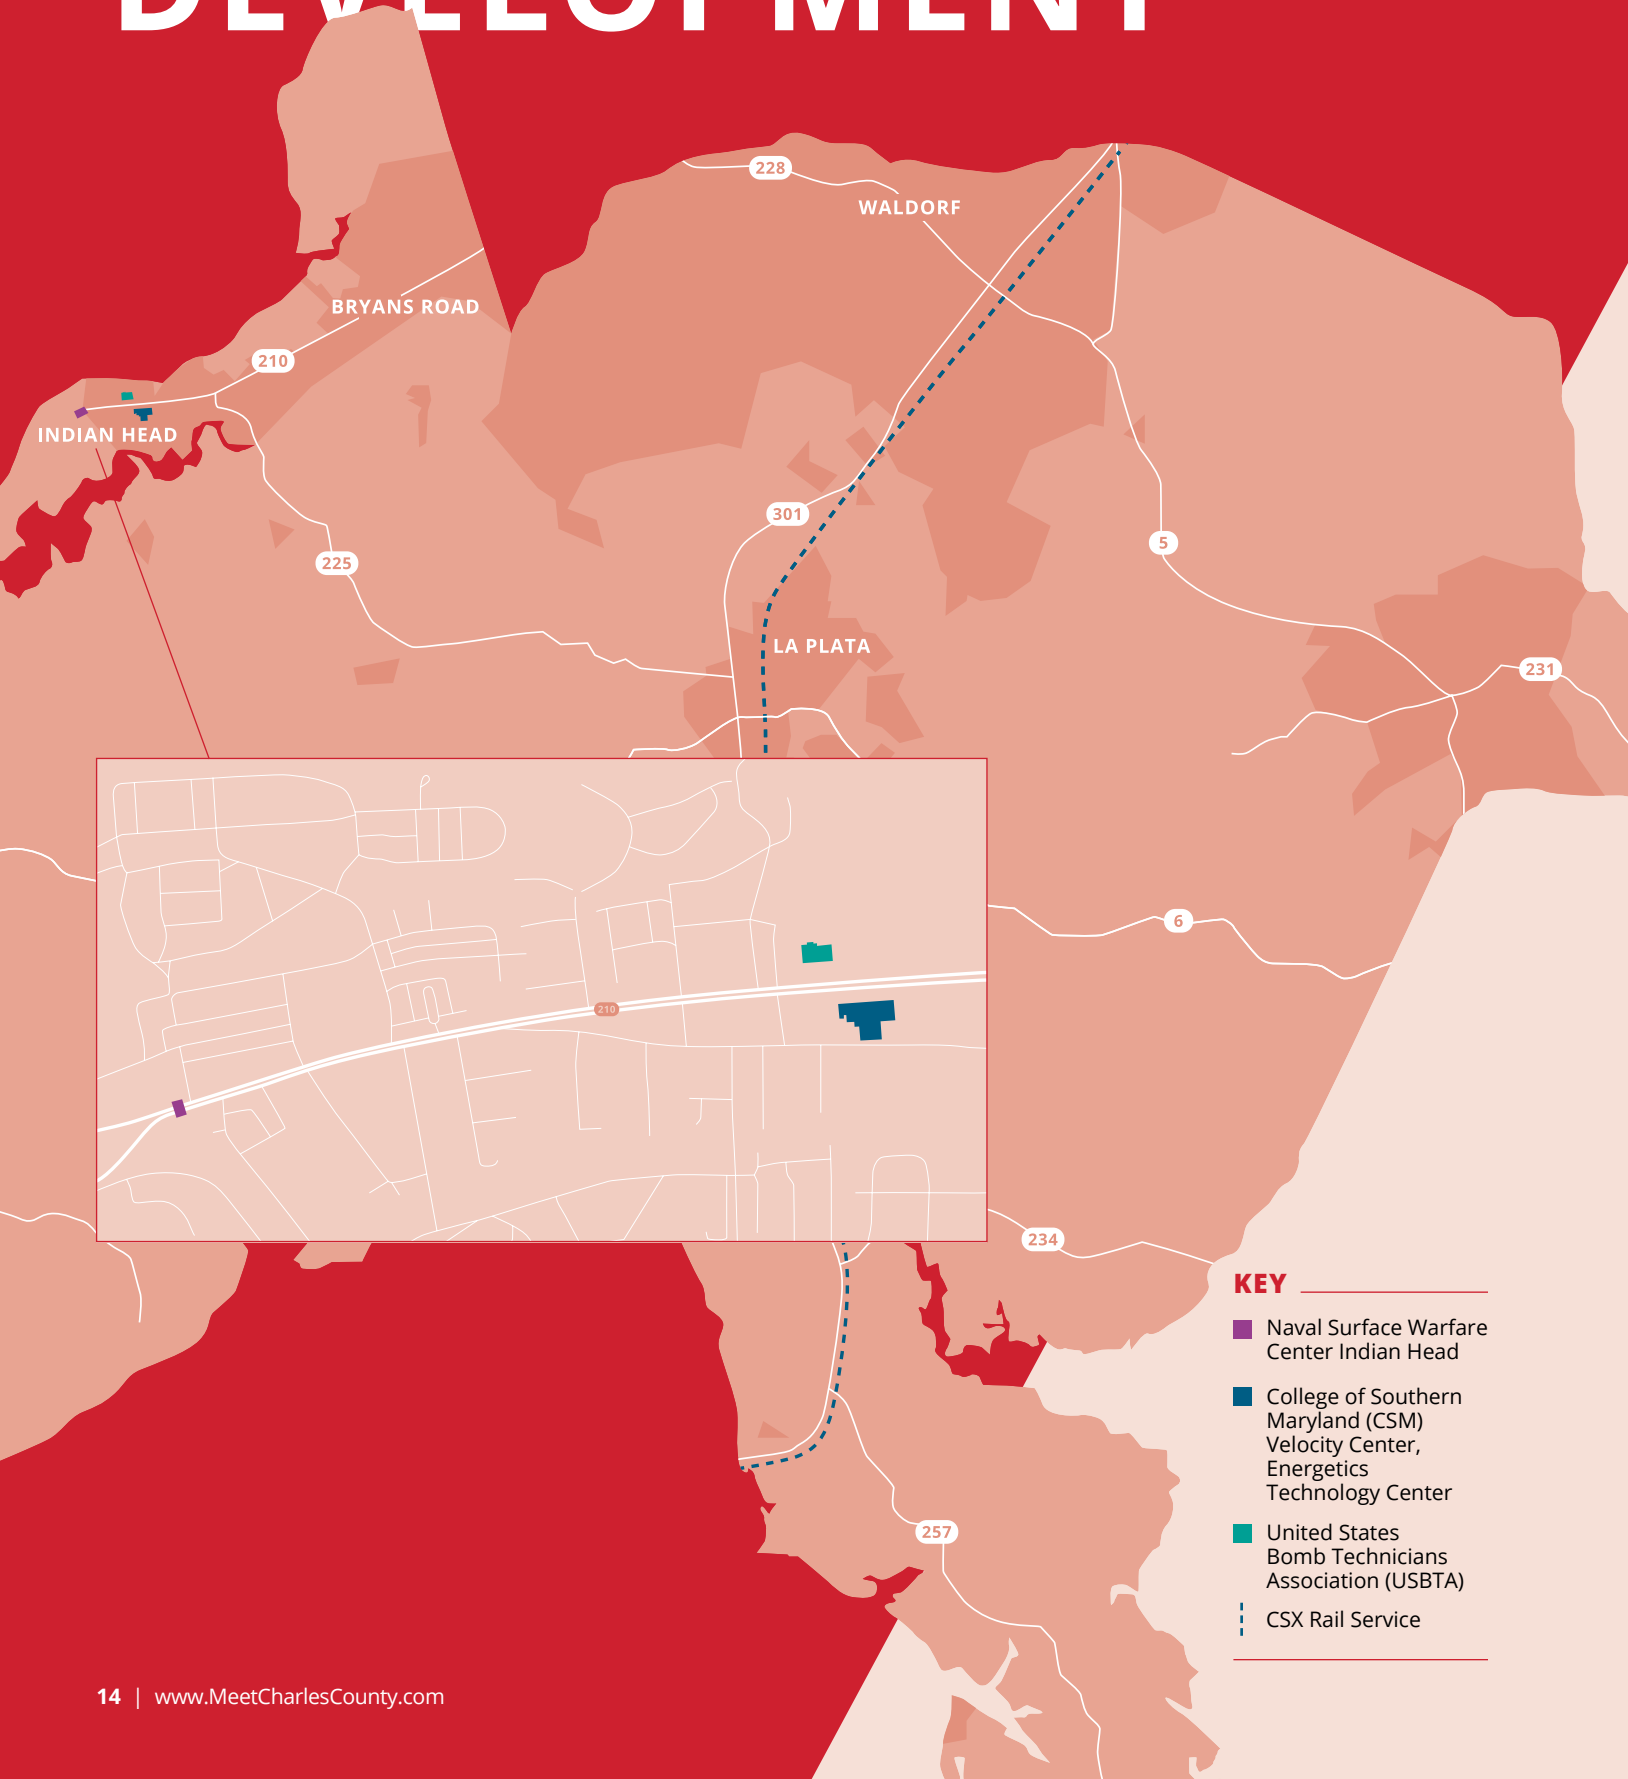 DEVELOPMENT
228
WALDORF
BRYANS ROAD
210
INDIAN HEAD
301
5
225
LA PLATA
231
6
210
234
KEY
Naval Surface Warfare
Center Indian Head
College of Southern
Maryland (CSM)
Velocity Center,
Energetics
Technology Center
United States
Bomb Technicians
Association (USBTA)
CSX Rail Service
257
14 | www.MeetCharlesCounty.com